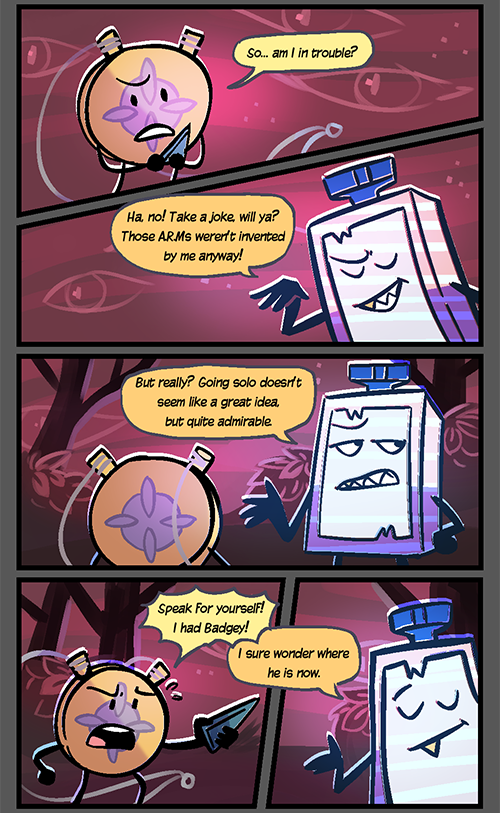 So... am I in trouble?
Ha, no! Take a joke, will ya?
Those A.R.Ms weren't invented
by me anyway!
But really? Going solo doesn't
seem like a great idea,
but quite admirable.
Speak for yourself!
I had Badgey!
I sure wonder where
he is now.